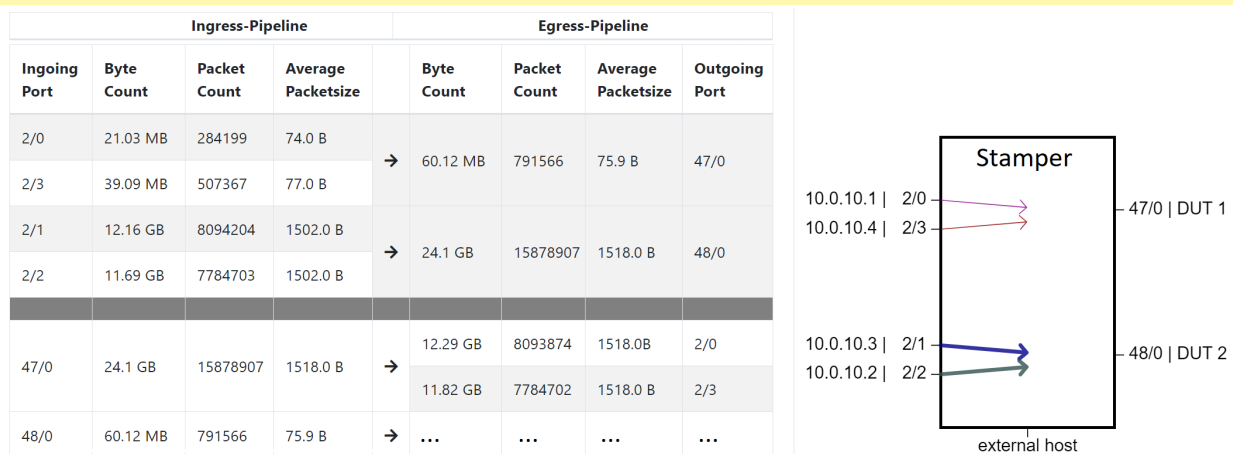 Ingress-Pipeline Egress-Pipeline
Ingoing Port Byte Count Packet Count Average Packetsize Byte Count Packet Count Average Packetsize Outgoing Port
2/0 21.03 MB 284199 74.0 B → 60.12 MB 791566 75.9 B 47/0
2/3 39.09 MB 507367 77.0 B
2/1 12.16 GB 8094204 1502.0 B → 24.1 GB 15878907 1518.0 B 48/0
2/2 11.69 GB 7784703 1502.0 B
47/0 24.1 GB 15878907 1518.0 B → 12.29 GB 8093874 1518.0B 2/0
11.82 GB 7784702 1518.0 B 2/3
48/0 60.12 MB 791566 75.9 B → ... ... ... ...
Stamper
10.0.10.1 | 2/0
10.0.10.4 | 2/3
47/0 | DUT 1
10.0.10.3 | 2/1
10.0.10.2 | 2/2
48/0 | DUT 2
external host